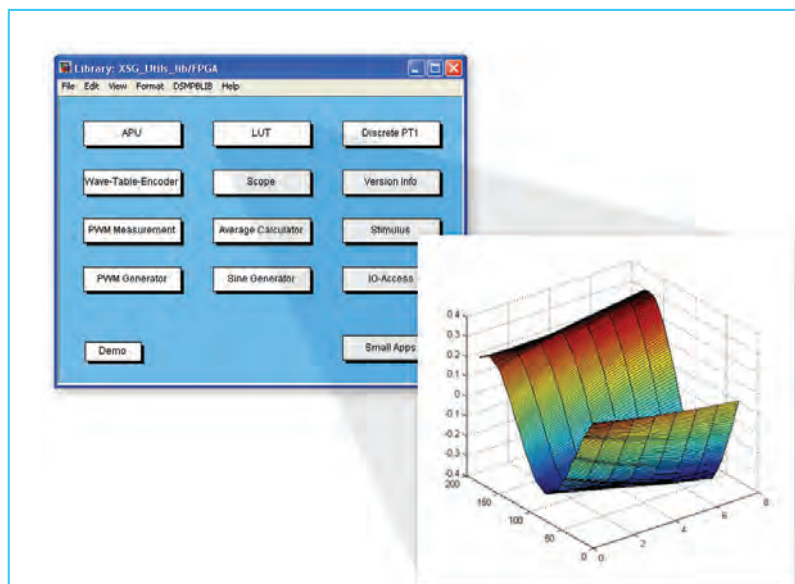 Library: XSG_Utils_lib/FPGA
File Edit View Format DSMPBLIB Help
APU LUT Discrete PT1
Wave-Table-Encoder Scope Version Info
PWM Measurement Average Calculator Stimulus
PWM Generator Sine Generator IO-Access
Demo Small Apps
0.4
0.3
0.2
0.1
0
-0.1
-0.2
-0.3
-0.4
200
150
100
50
0
0
2
4
6
8